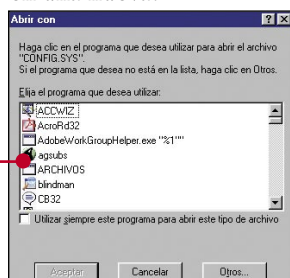 Abrir con
Haga clic en el programa que desea utilizar para abrir el archivo
"CONFIG.SYS".
Si el programa que desea no está en la lista, haga clic en Otros.
Elija el programa que desea utilizar:
ACCWIZ
AcroRd32
AdobeWorkGroupHelper.exe "%1""
agsubs
ARCHIVOS
blindman
CB32
Utilizar siempre este programa para abrir este tipo de archivo
Aceptar
Cancelar
Otros...